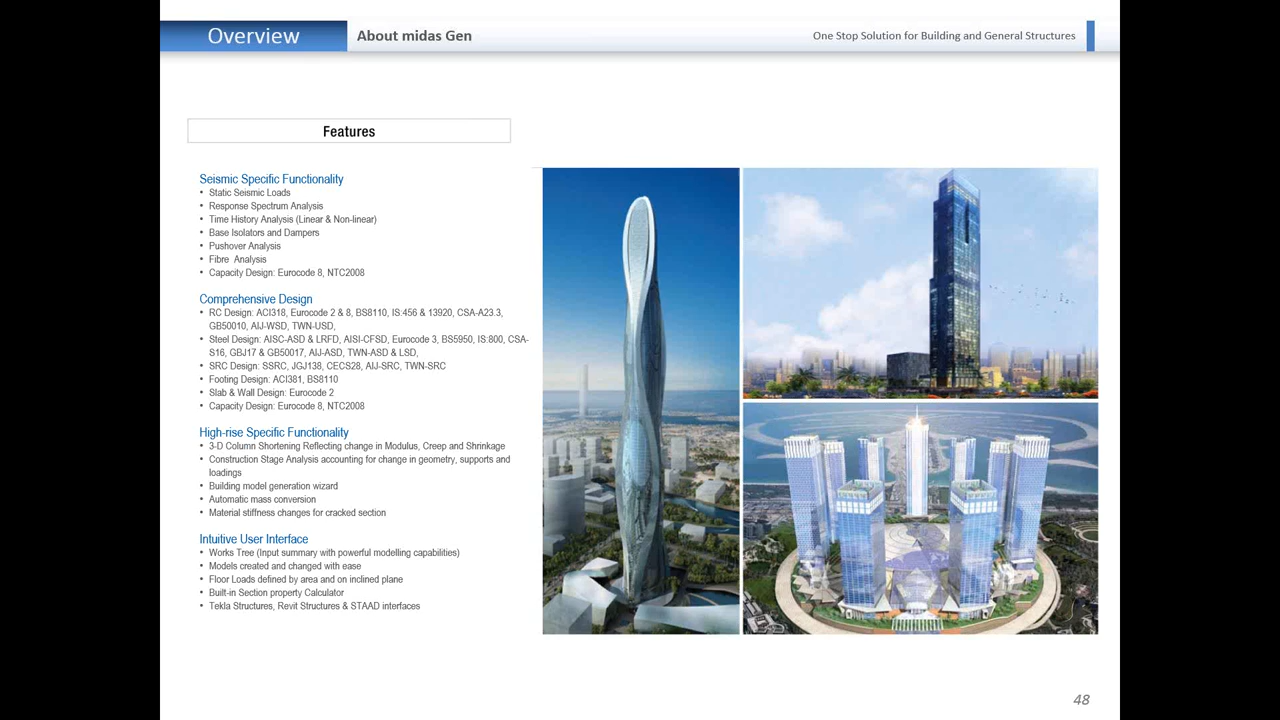 Overview
About midas Gen
One Stop Solution for Building and General Structures
Features
Seismic Specific Functionality
• Static Seismic Loads
• Response Spectrum Analysis
• Time History Analysis (Linear & Non-linear)
• Base Isolators and Dampers
• Pushover Analysis
• Fibre Analysis
• Capacity Design: Eurocode 8, NTC2008
Comprehensive Design
• RC Design: ACI318, Eurocode 2 & 8, BS8110, IS:456 & 13920, CSA-A23.3,
GB50010, AIJ-WSD, TWN-USD,
• Steel Design: AISC-ASD & LRFD, AISI-CFSD, Eurocode 3, BS5950, IS:800, CSA-
S16, GBJ17 & GB50017, AIJ-ASD, TWN-ASD & LSD,
• SRC Design: SSRC, JGJ138, CECS28, AIJ-SRC, TWN-SRC
• Footing Design: ACI381, BS8110
• Slab & Wall Design: Eurocode 2
• Capacity Design: Eurocode 8, NTC2008
High-rise Specific Functionality
• 3-D Column Shortening Reflecting change in Modulus, Creep and Shrinkage
• Construction Stage Analysis accounting for change in geometry, supports and
loadings
• Building model generation wizard
• Automatic mass conversion
• Material stiffness changes for cracked section
Intuitive User Interface
• Works Tree (Input summary with powerful modelling capabilities)
• Models created and changed with ease
• Floor Loads defined by area and on inclined plane
• Built-in Section property Calculator
• Tekla Structures, Revit Structures & STAAD interfaces
48